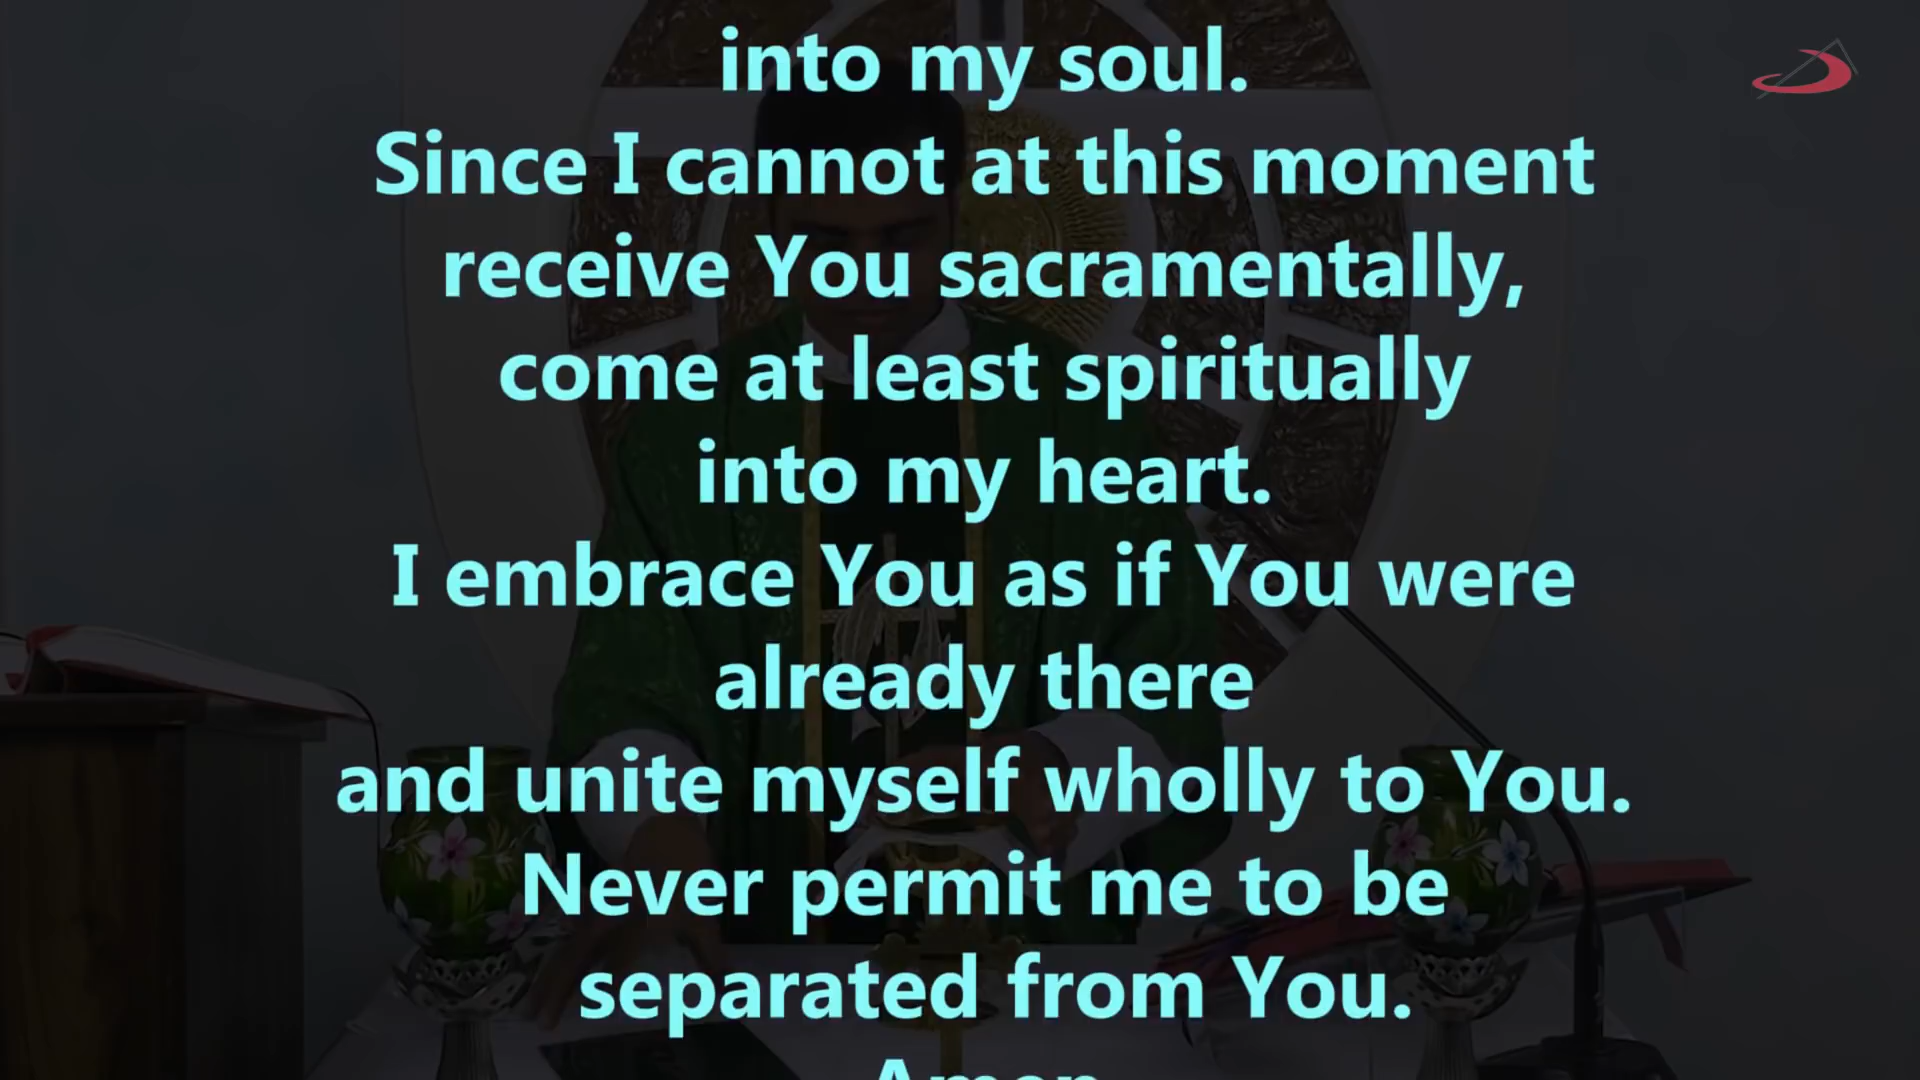 into my soul.
Since I cannot at this moment
receive You sacramentally,
come at least spiritually
into my heart.
I embrace You as if You were
already there
and unite myself wholly to You.
Never permit me to be
separated from You.
Amen